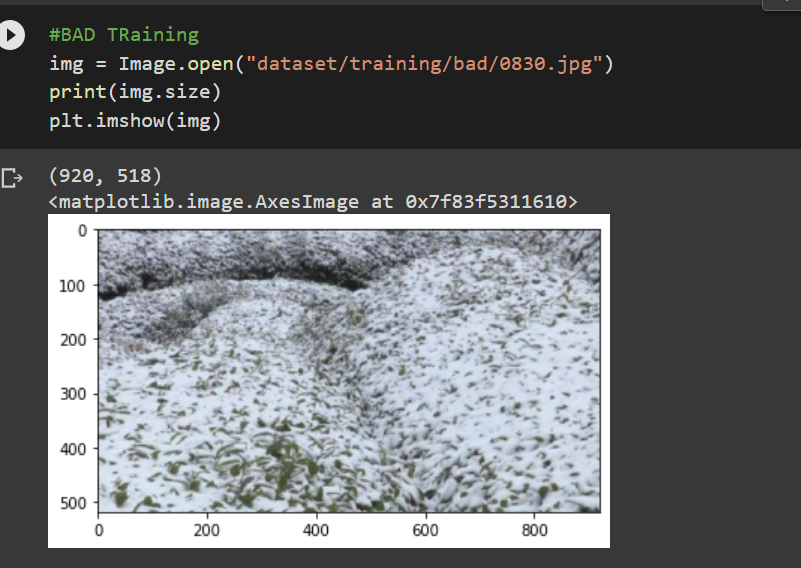 #BAD TRaining
img = Image.open("dataset/training/bad/0830.jpg")
print(img.size)
plt.imshow(img)
(920, 518)
<matplotlib.image.AxesImage at 0x7f83f5311610>
0
100
200
300
400
500
0 200 400 600 800